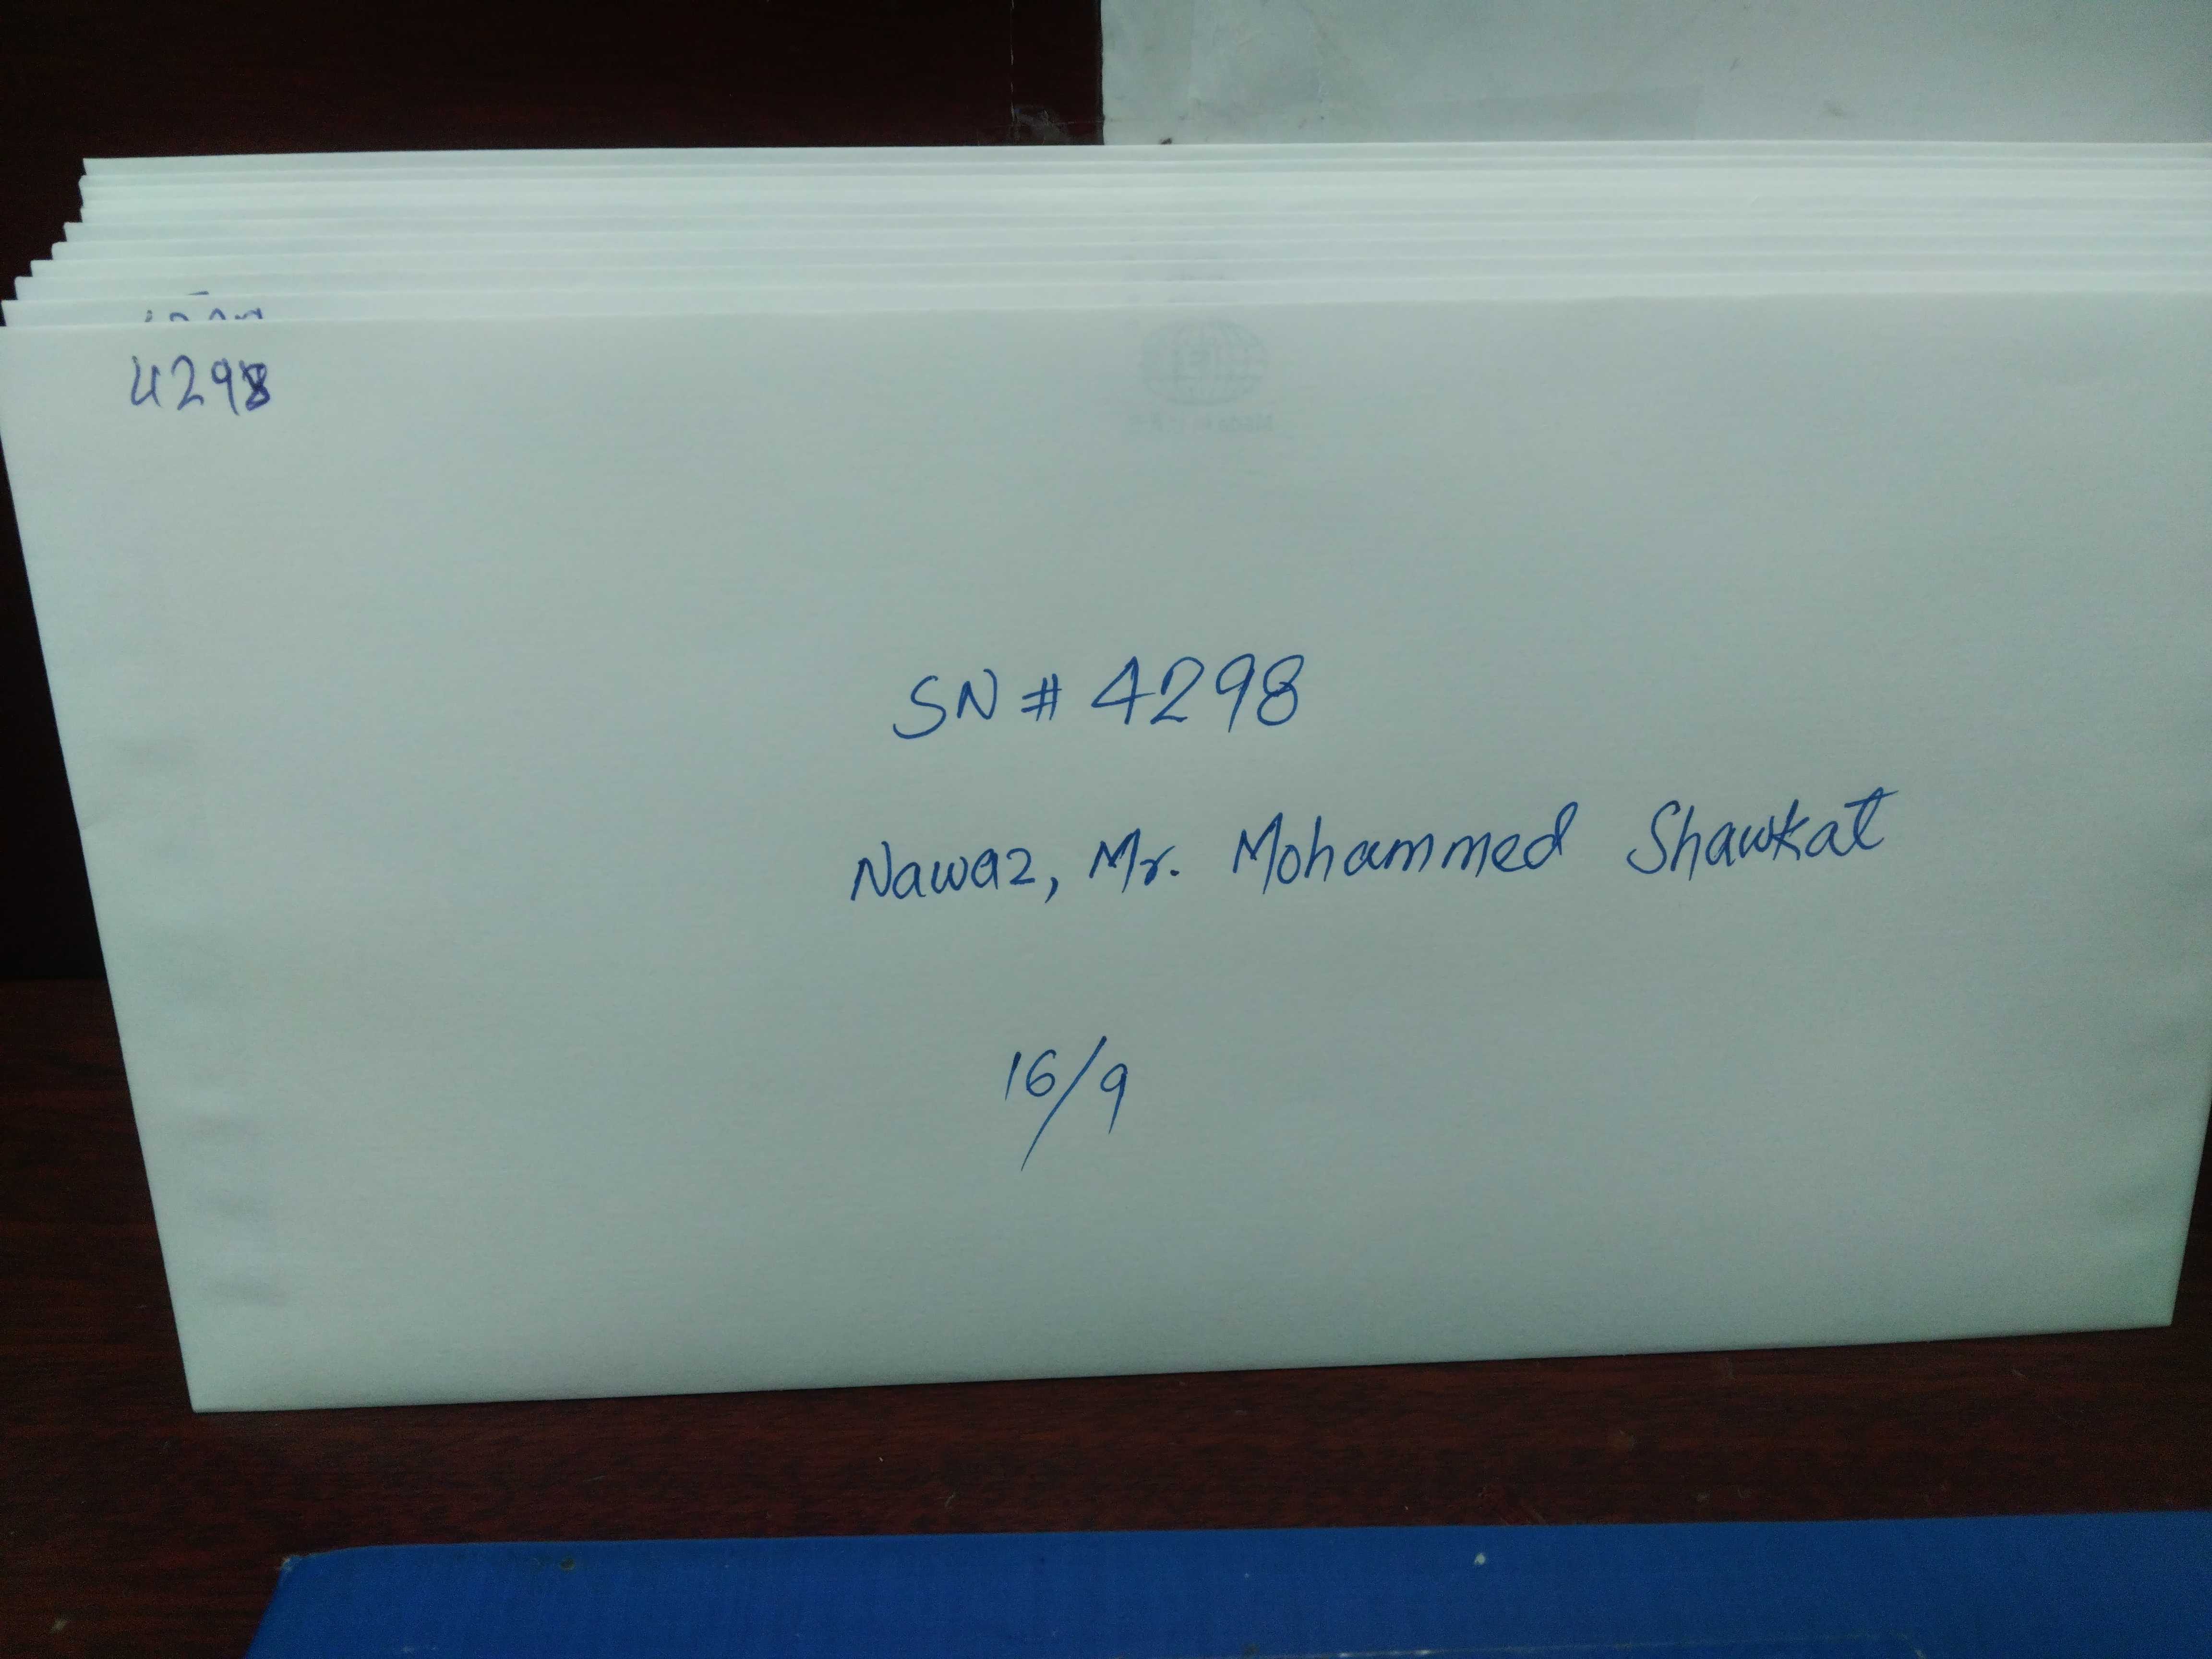 4298
SN # 4298
Nawaz, Mr. Mohammed Shawkat
16/9